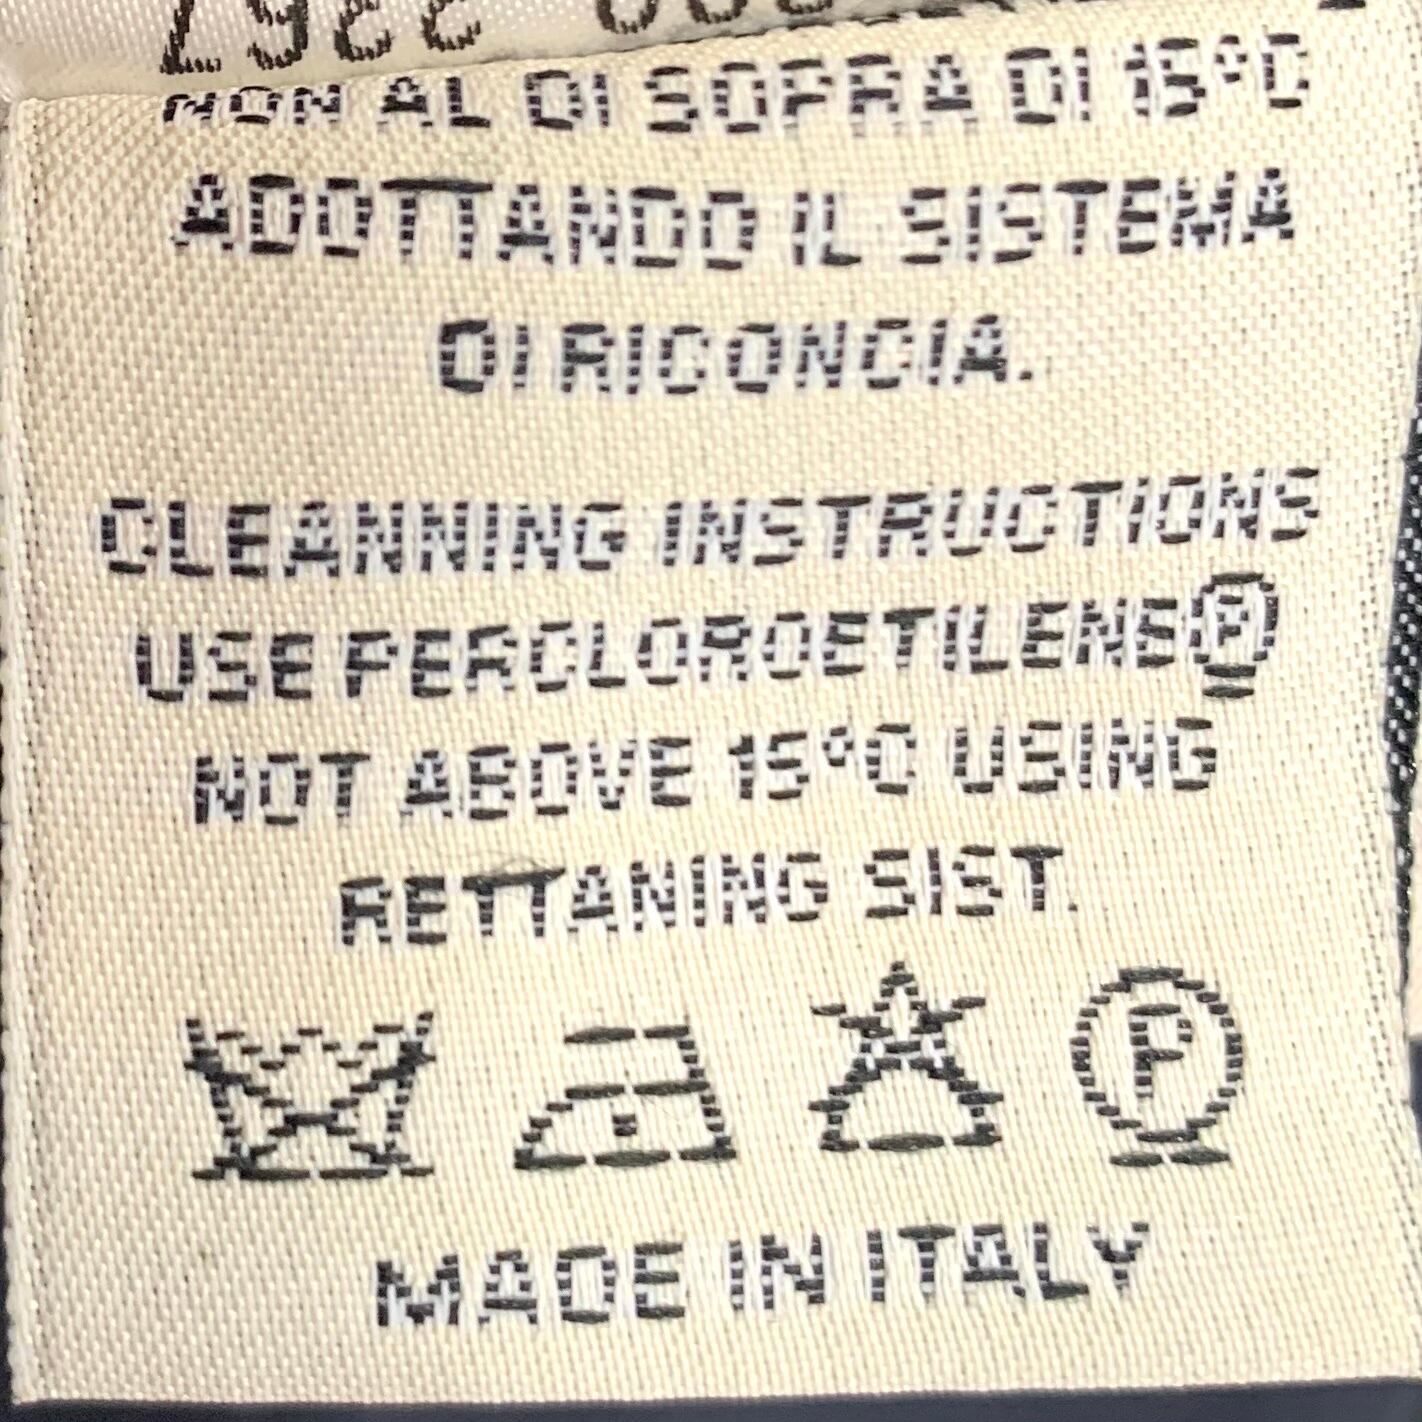 NON AL DI SOPRA DI 15°C
ADOTTANDO IL SISTEMA
DI RICONCIA.
CLEANNING INSTRUCTIONS
USE PERCLOROETILENE Ⓟ
NOT ABOVE 15°C USING
RETTANING SIST.
P
MADE IN ITALY